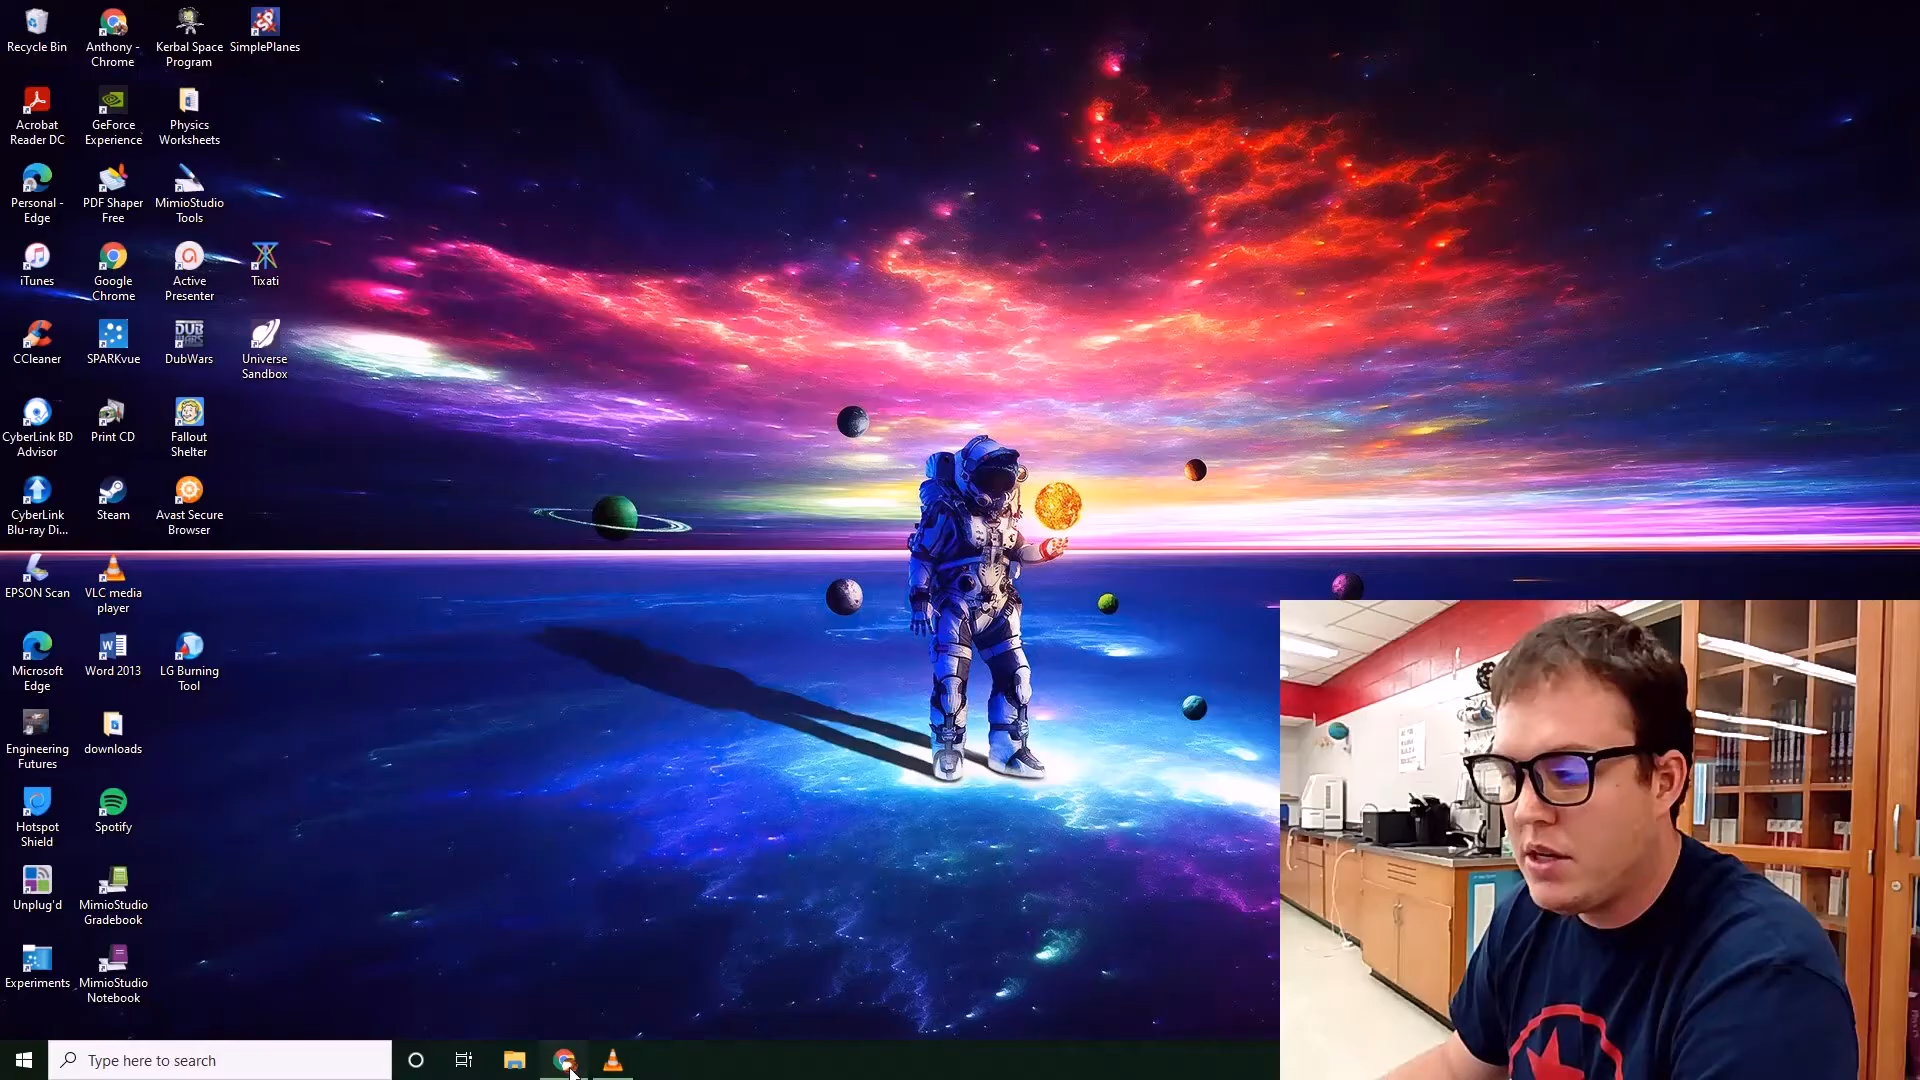 Recycle Bin
Anthony -
Chrome
Kerbal Space
Program
SimplePlanes
Acrobat
Reader DC
GeForce
Experience
Physics
Worksheets
Personal -
Edge
PDF Shaper
Free
MimioStudio
Tools
iTunes
Google
Chrome
Active
Presenter
Tixati
CCleaner
SPARKvue
DUB
WARS
DubWars
Universe
Sandbox
CyberLink BD
Advisor
Print CD
Fallout
Shelter
CyberLink
Blu-ray Di...
Steam
Avast Secure
Browser
EPSON Scan
VLC media
player
Microsoft
Edge
Word 2013
LG Burning
Tool
Engineering
Futures
downloads
Hotspot
Shield
Spotify
Unplug'd
MimioStudio
Gradebook
Experiments
MimioStudio
Notebook
Type here to search